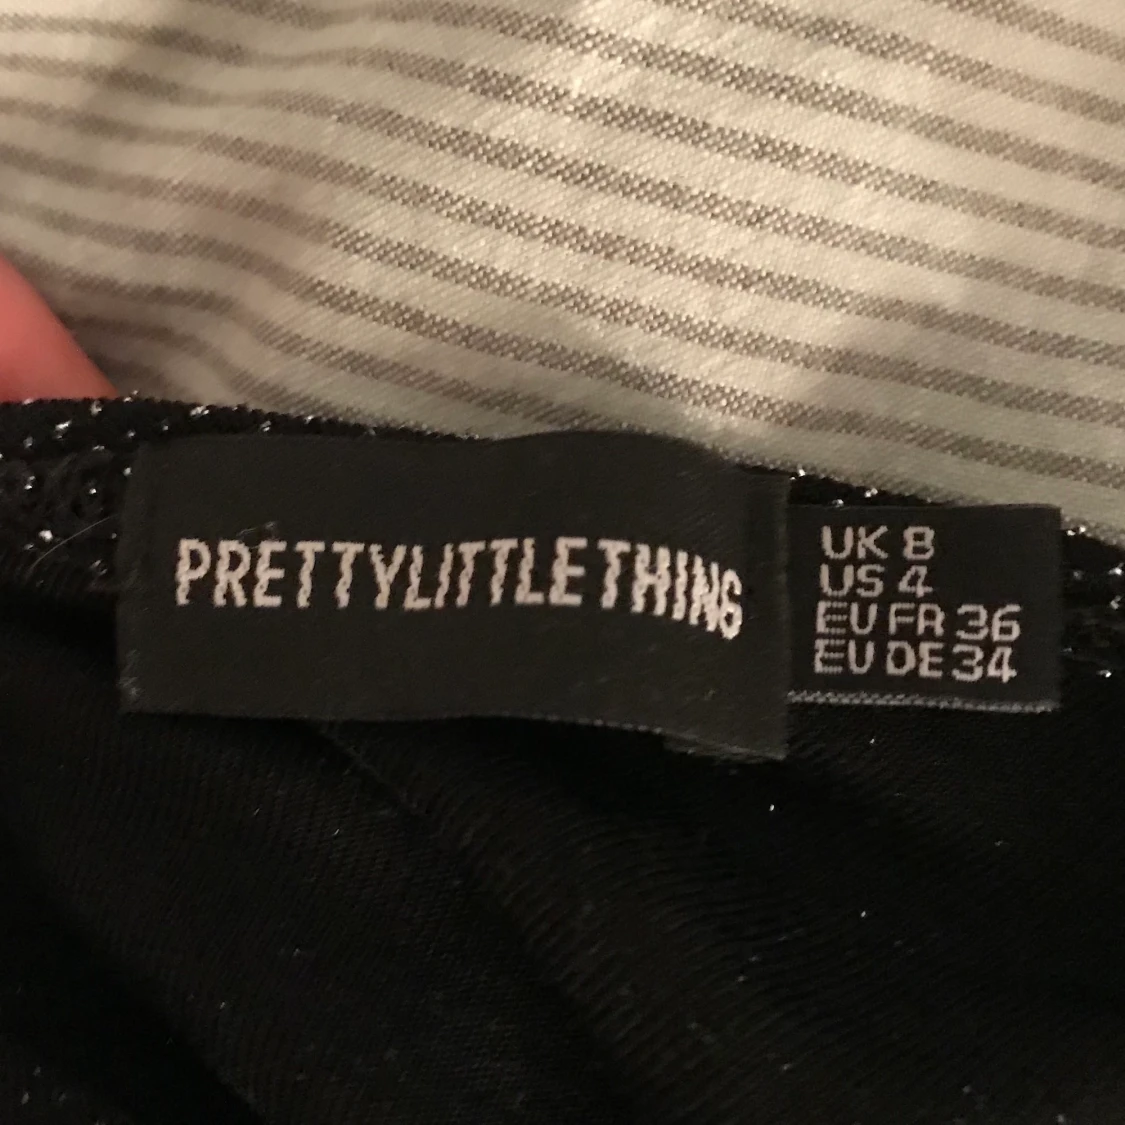 PRETTYLITTLETHING
UK 8
US 4
EU FR 36
EU DE 34